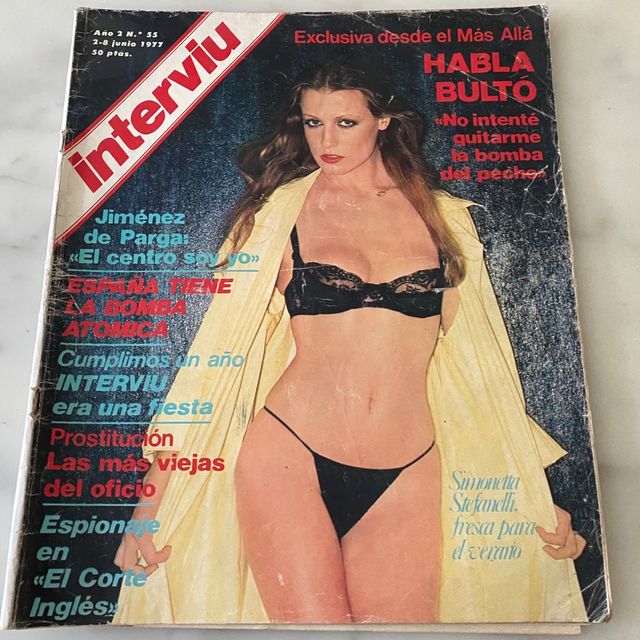 Año 2 N.° 55
2-8 junio 1977
50 ptas.
interviu
Exclusiva desde el Más Allá
HABLA
BULTÓ
«No intenté
quitarme
la bomba
del pecho»
Jiménez
de Parga:
«El centro soy yo»
ESPAÑA TIENE
LA BOMBA
ATOMICA
Cumplimos un año
INTERVIU
era una fiesta
Prostitución
Las más viejas
del oficio
Espionaje
en
«El Corte
Inglés»
Simonetta
Stefanelli,
fresca para
el verano